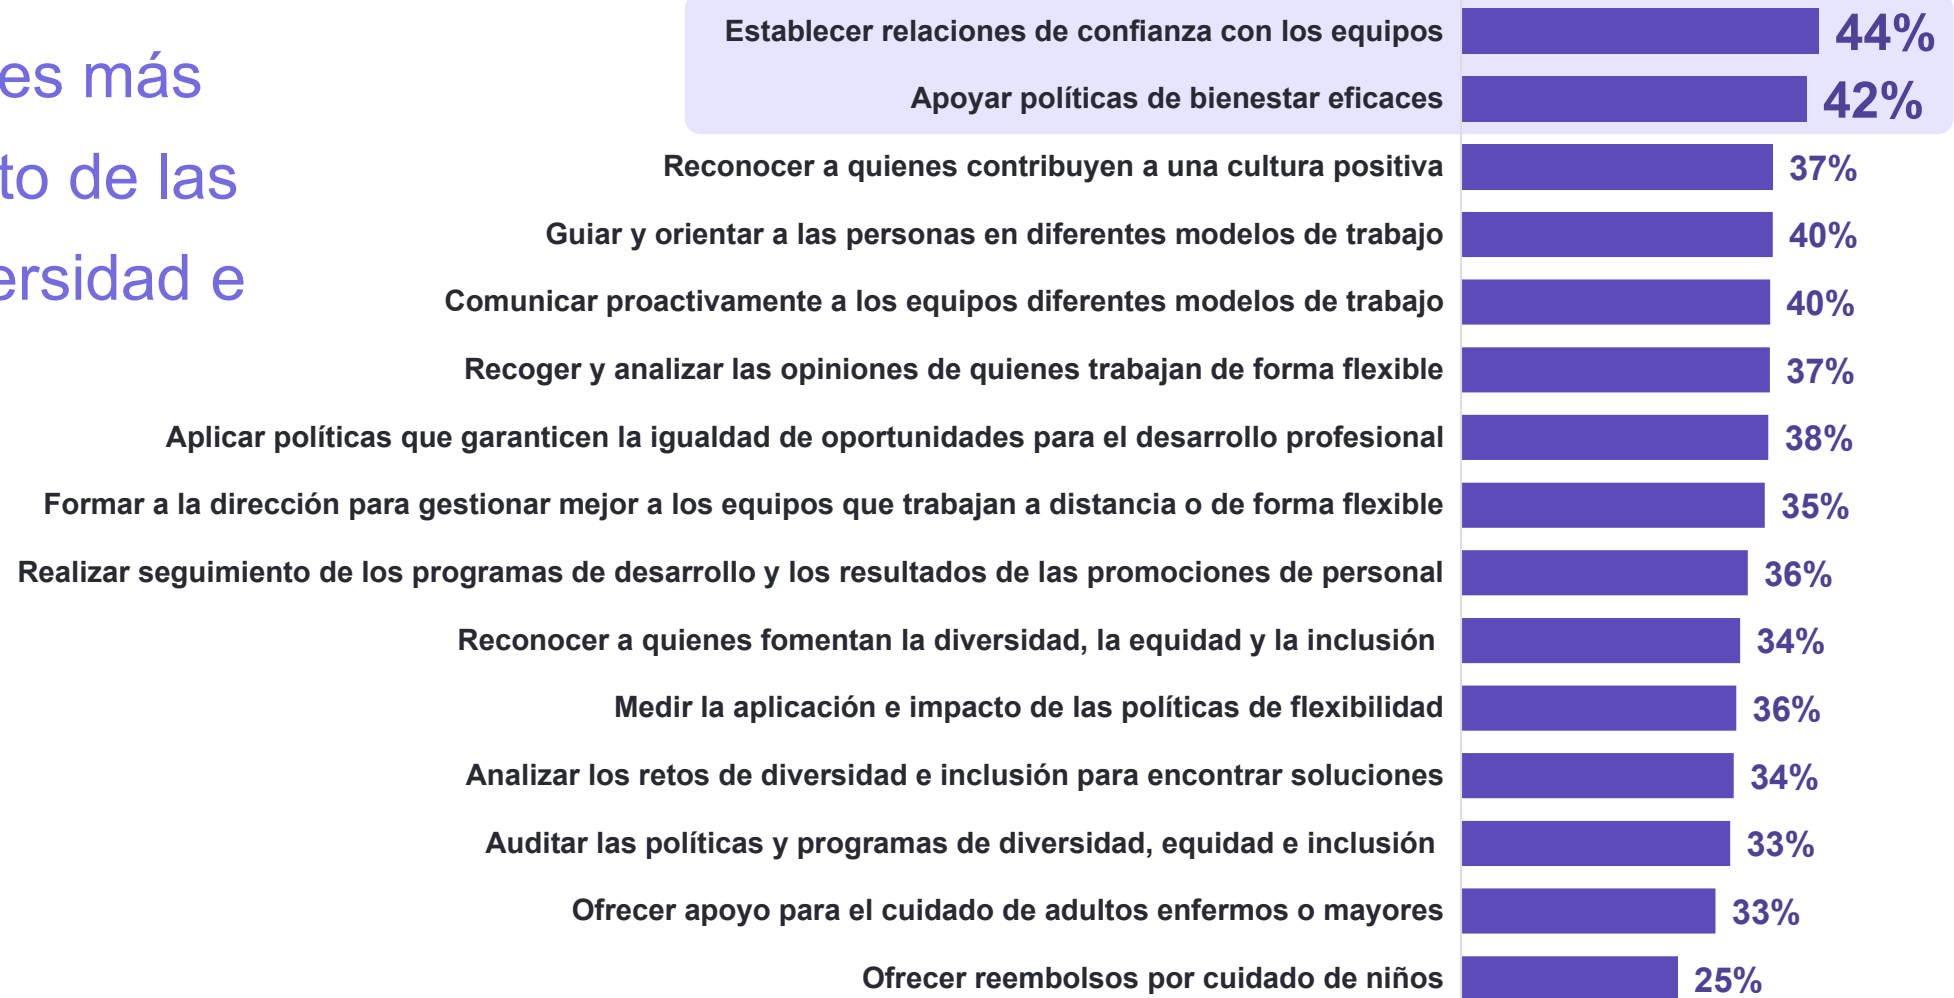 es más
to de las
ersidad e
Establecer relaciones de confianza con los equipos 44%
Apoyar políticas de bienestar eficaces 42%
Reconocer a quienes contribuyen a una cultura positiva 37%
Guiar y orientar a las personas en diferentes modelos de trabajo 40%
Comunicar proactivamente a los equipos diferentes modelos de trabajo 40%
Recoger y analizar las opiniones de quienes trabajan de forma flexible 37%
Aplicar políticas que garanticen la igualdad de oportunidades para el desarrollo profesional 38%
Formar a la dirección para gestionar mejor a los equipos que trabajan a distancia o de forma flexible 35%
Realizar seguimiento de los programas de desarrollo y los resultados de las promociones de personal 36%
Reconocer a quienes fomentan la diversidad, la equidad y la inclusión 34%
Medir la aplicación e impacto de las políticas de flexibilidad 36%
Analizar los retos de diversidad e inclusión para encontrar soluciones 34%
Auditar las políticas y programas de diversidad, equidad e inclusión 33%
Ofrecer apoyo para el cuidado de adultos enfermos o mayores 33%
Ofrecer reembolsos por cuidado de niños 25%